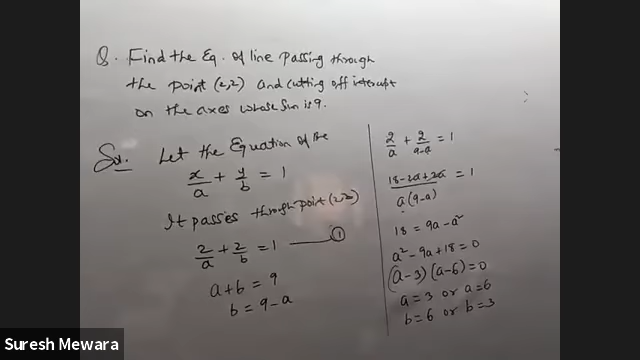 Q. Find the Eq. of line passing through
the point (2,2) and cutting off intercept
on the axes whose sum is 9.
Sol. Let the Equation of line
x/a + y/b = 1
It passes through point (2,2)
2/a + 2/b = 1 —— ①
a+b = 9
b = 9-a
2/a + 2/9-a = 1
18-2a+2a / a(9-a) = 1
18 = 9a-a²
a²-9a+18=0
(a-3)(a-6)=0
a=3 or a=6
b=6 or b=3
Suresh Mewara